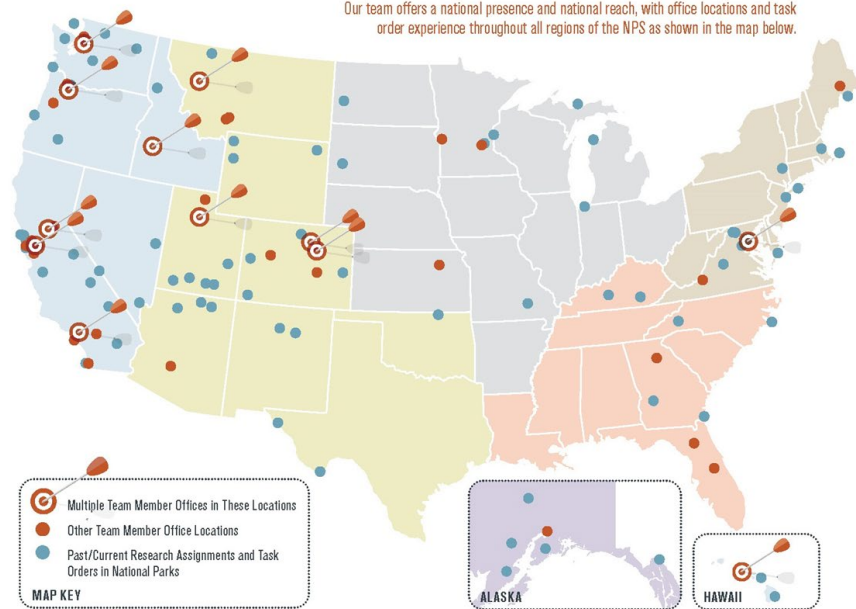 Our team offers a national presence and national reach, with office locations and task
order experience throughout all regions of the NPS as shown in the map below.
Multiple Team Member Offices in These Locations
Other Team Member Office Locations
Past/Current Research Assignments and Task
Orders in National Parks
MAP KEY
ALASKA
HAWAII